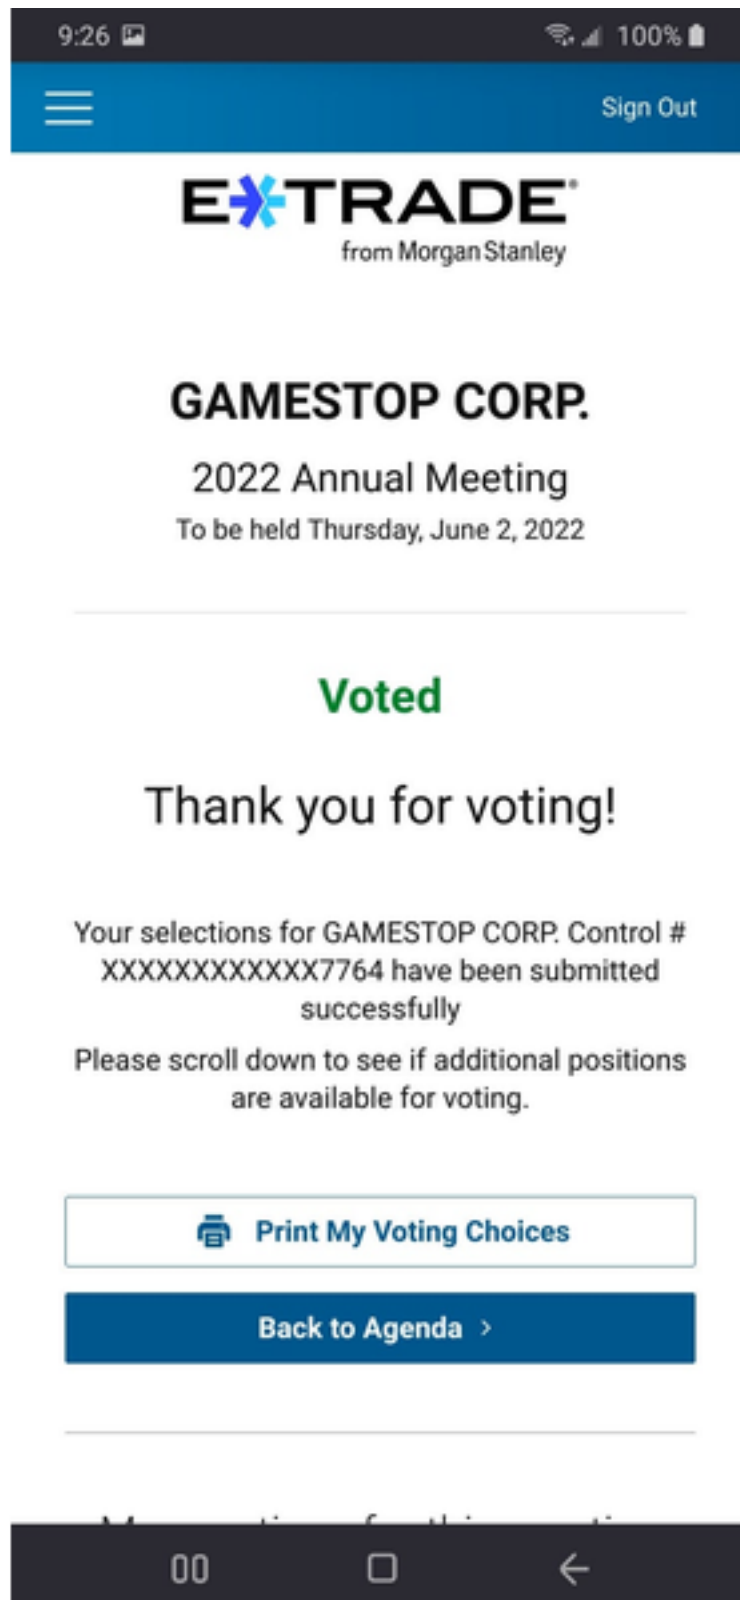 9:26 100%
Sign Out
E*TRADE®
from Morgan Stanley
GAMESTOP CORP.
2022 Annual Meeting
To be held Thursday, June 2, 2022
Voted
Thank you for voting!
Your selections for GAMESTOP CORP. Control #
XXXXXXXXXXXX7764 have been submitted
successfully
Please scroll down to see if additional positions
are available for voting.
Print My Voting Choices
Back to Agenda >